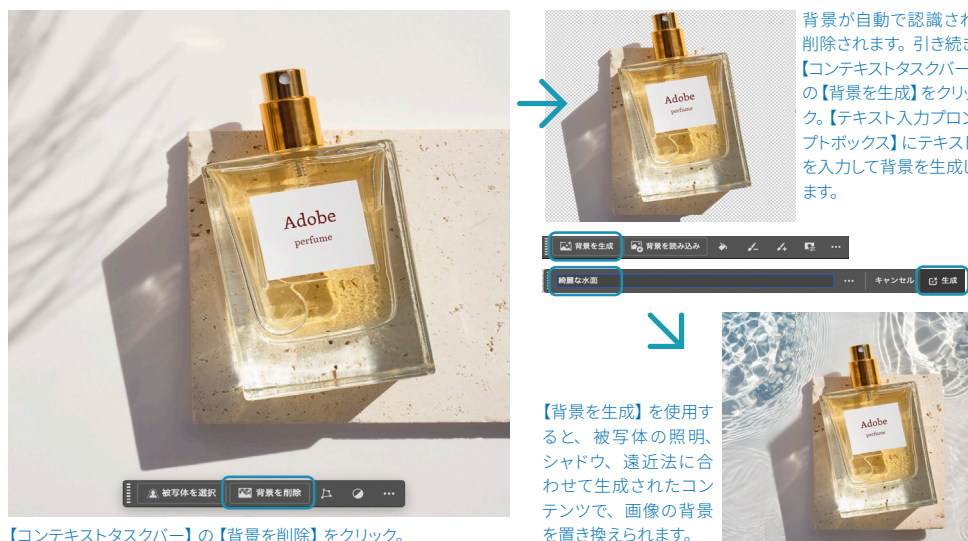 Adobe
perfume
被写体を選択
背景を削除
【コンテキストタスクバー】の【背景を削除】をクリック。
Adobe
perfume
背景が自動で認識され
削除されます。引き続き
【コンテキストタスクバー
の【背景を生成】をクリッ
ク。【テキスト入力プロン
プトボックス】にテキスト
を入力して背景を生成し
ます。
背景を生成
背景を読み込み
綺麗な水面
キャンセル
生成
【背景を生成】を使用す
ると、被写体の照明、
シャドウ、遠近法に合
わせて生成されたコン
テンツで、画像の背景
を置き換えられます。
Adobe
perfume